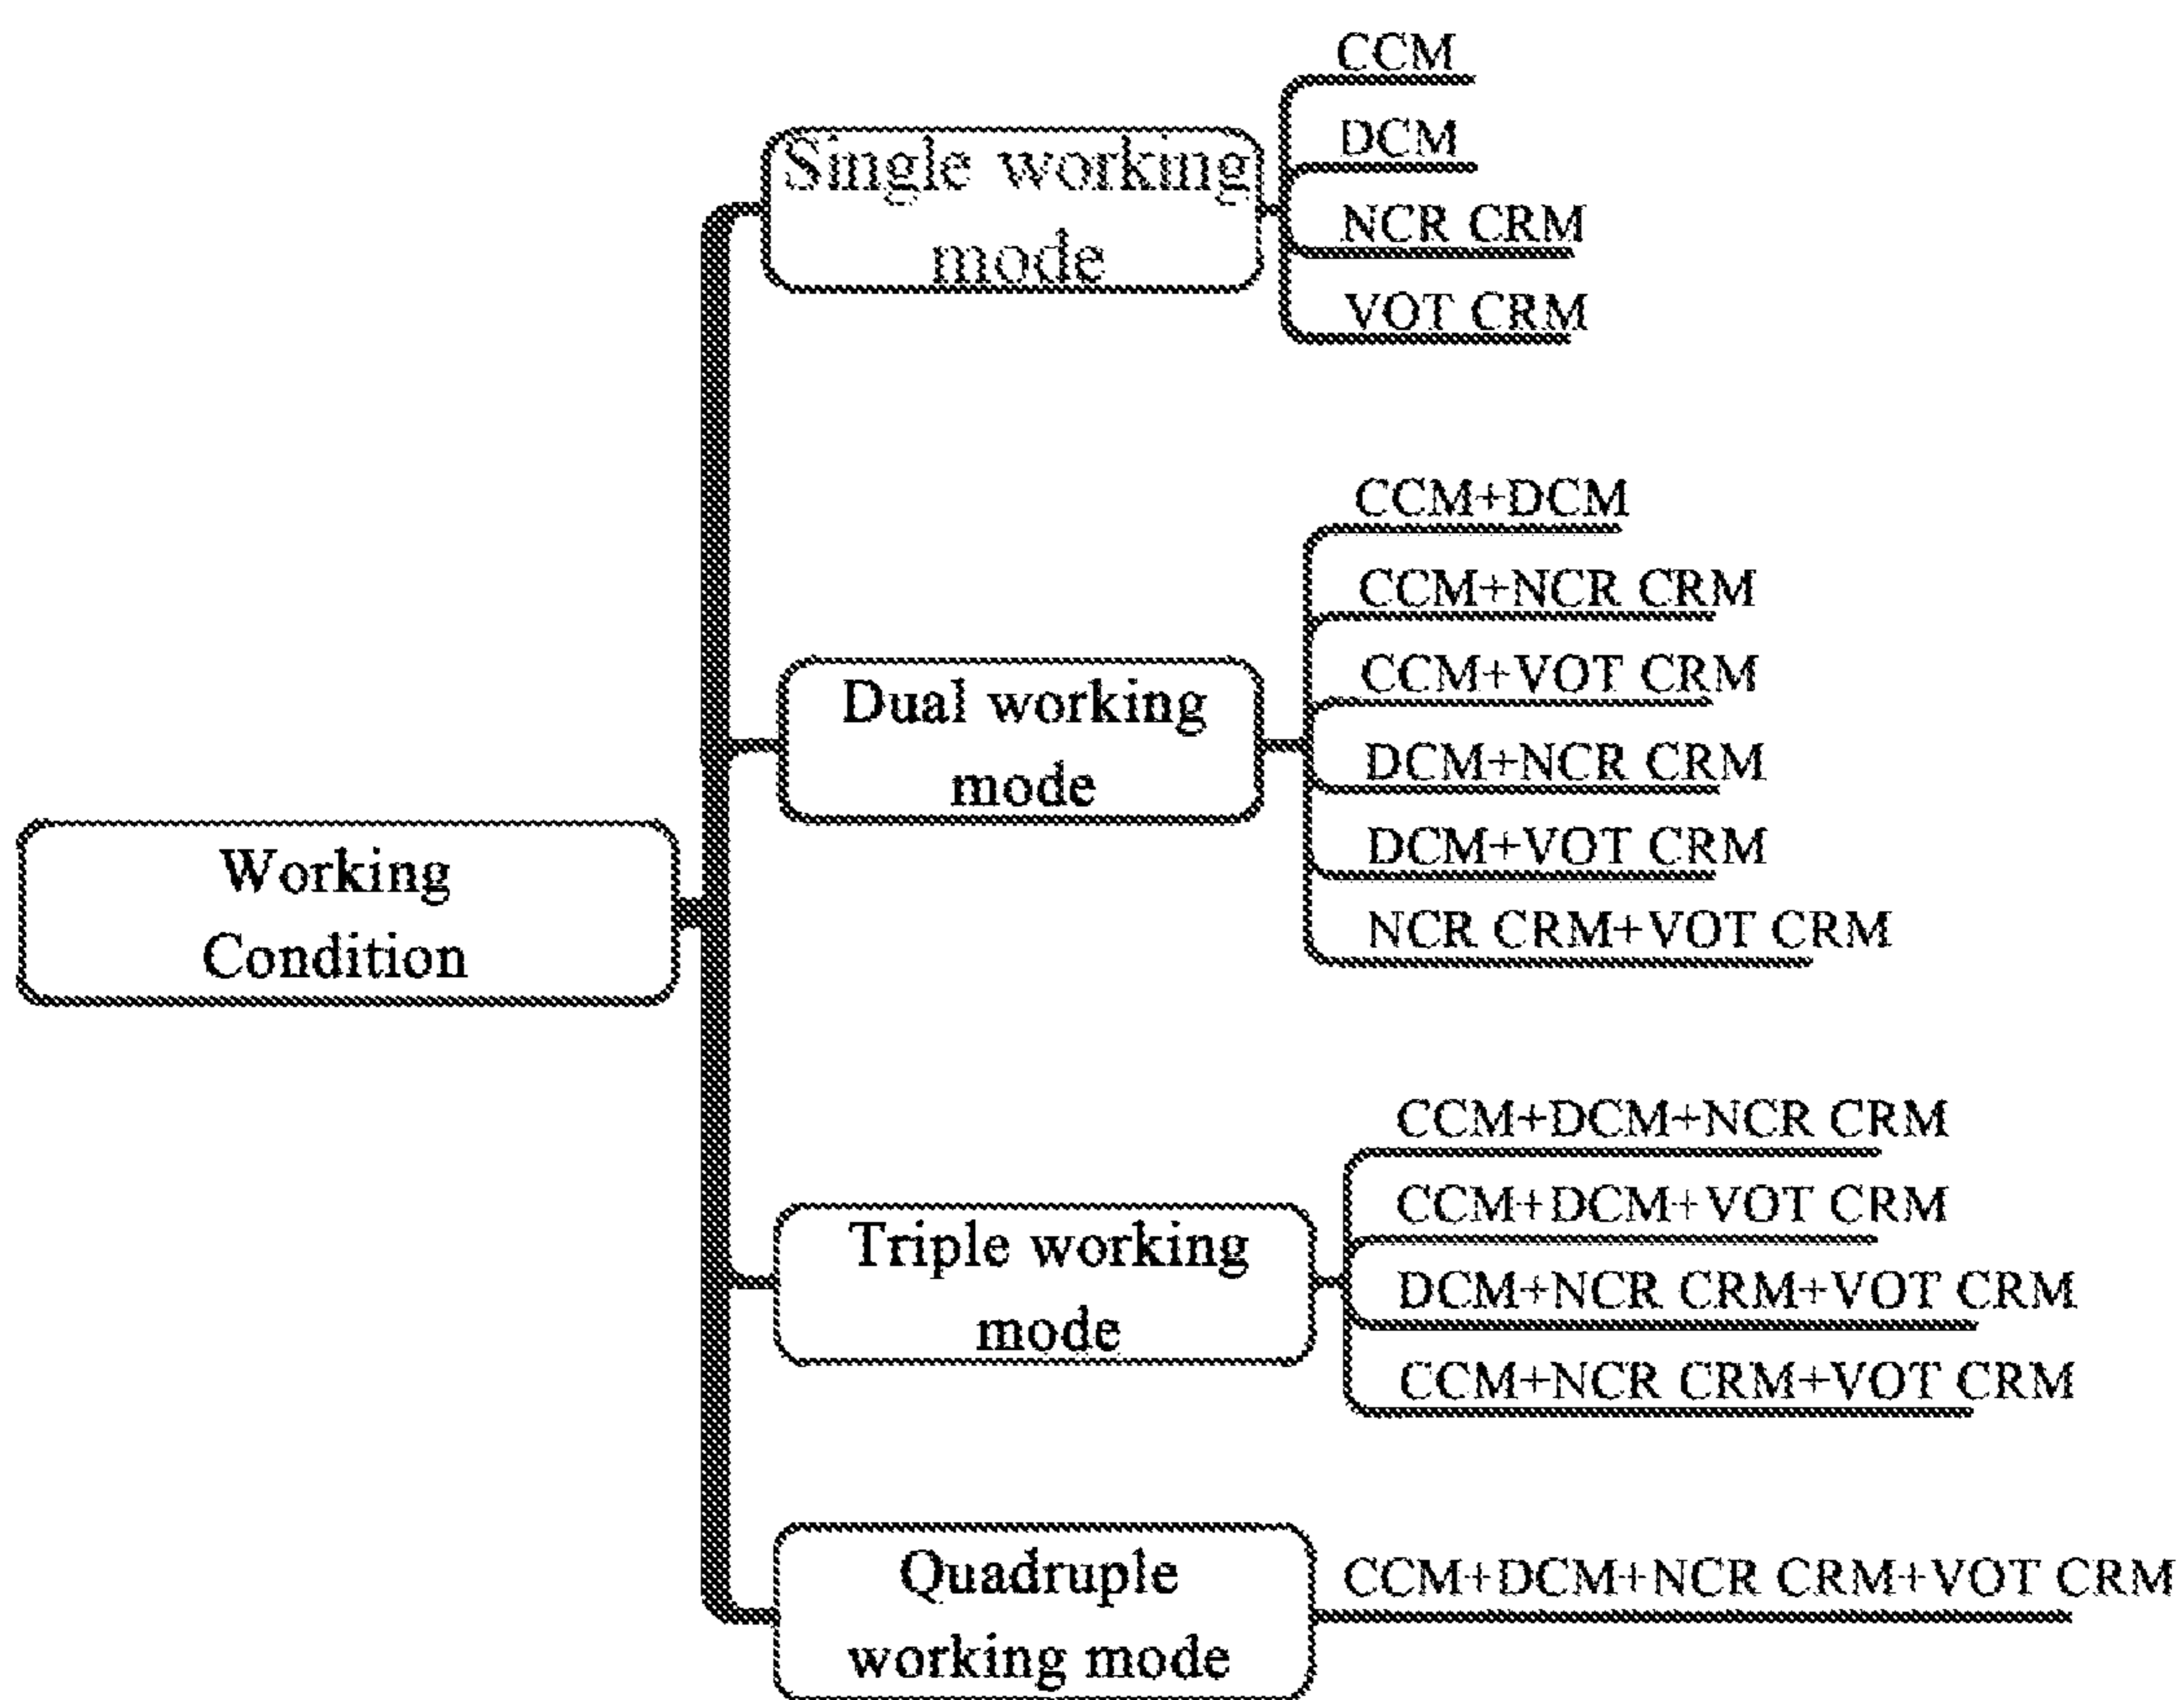 Working
Condition
Single working
mode
CCM
DCM
NCR CRM
VOT CRM
Dual working
mode
CCM+DCM
CCM+NCR CRM
CCM+VOT CRM
DCM+NCR CRM
DCM+VOT CRM
NCR CRM+VOT CRM
Triple working
mode
CCM+DCM+NCR CRM
CCM+DCM+VOT CRM
DCM+NCR CRM+VOT CRM
CCM+NCR CRM+VOT CRM
Quadruple
working mode
CCM+DCM+NCR CRM+VOT CRM